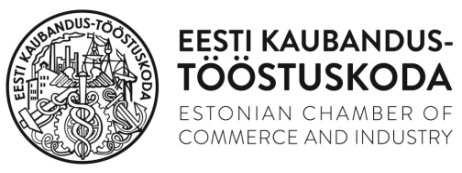 EESTI KAUBANDUS-TÖÖSTUSKODA
EESTI KAUBANDUS-
TÖÖSTUSKODA
ESTONIAN CHAMBER OF
COMMERCE AND INDUSTRY